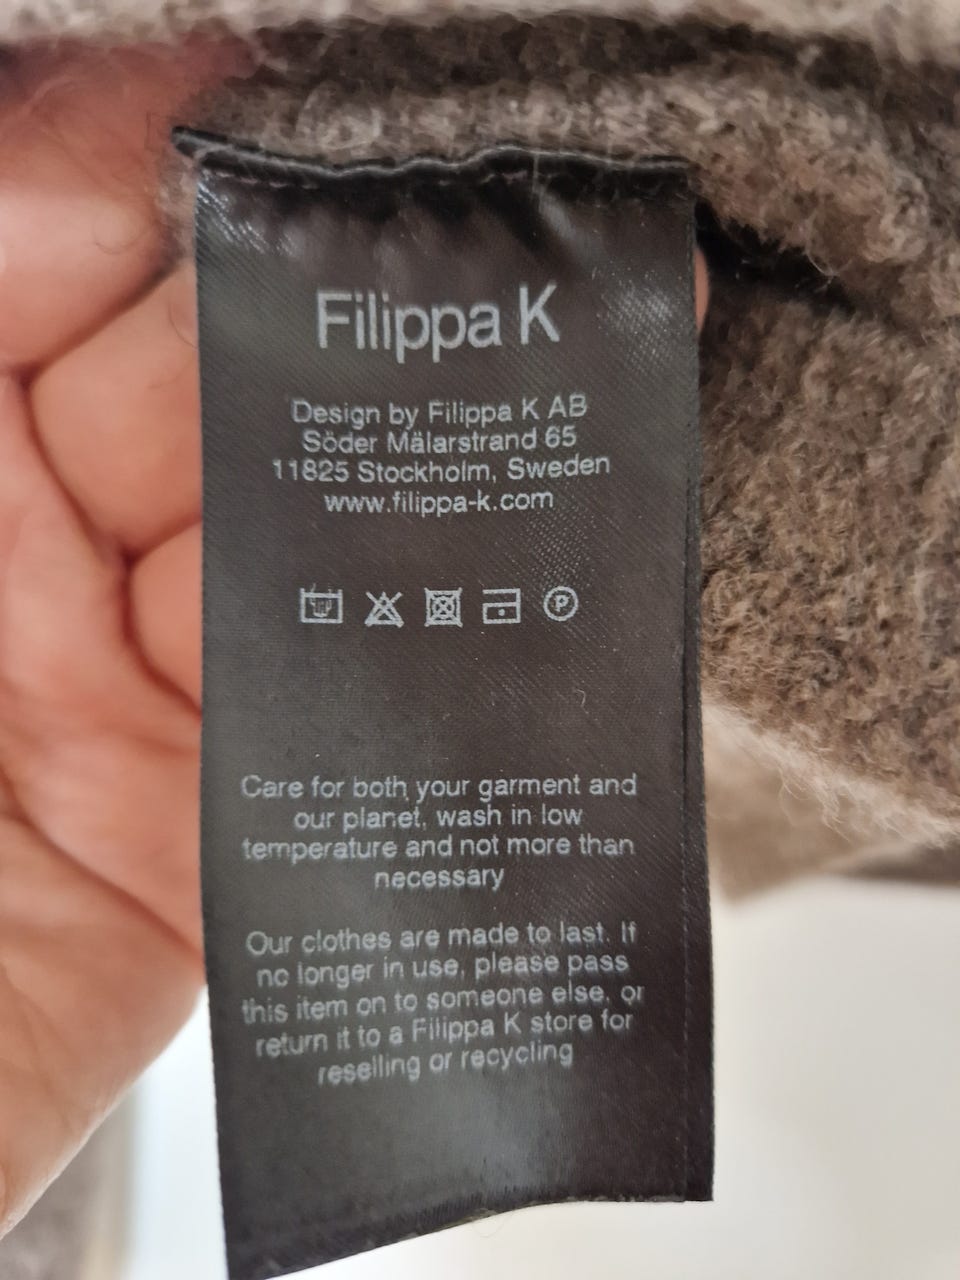 Filippa K
Design by Filippa K AB
Söder Mälarstrand 65
11825 Stockholm, Sweden
www.filippa-k.com
P
Care for both your garment and
our planet, wash in low
temperature and not more than
necessary
Our clothes are made to last. If
no longer in use, please pass
this item on to someone else, or
return it to a Filippa K store for
reselling or recycling